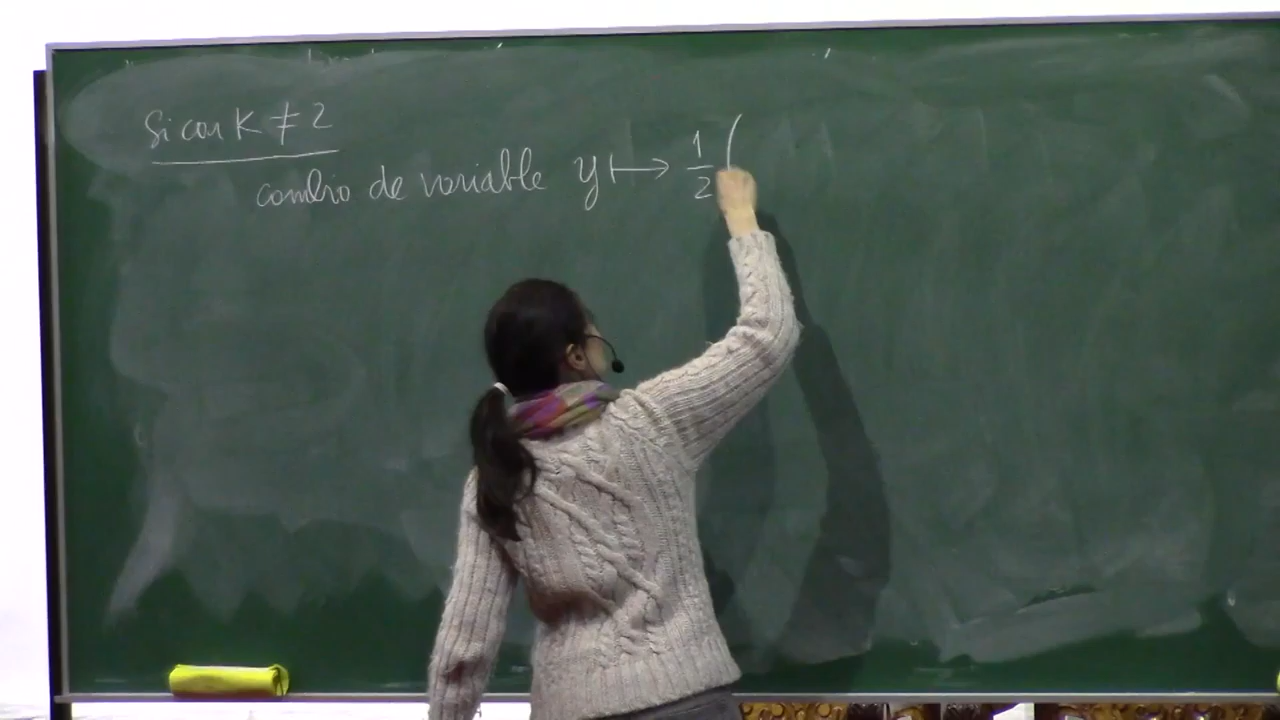 Si car K ≠ 2
cambio de variable y ↦ 1/2 (